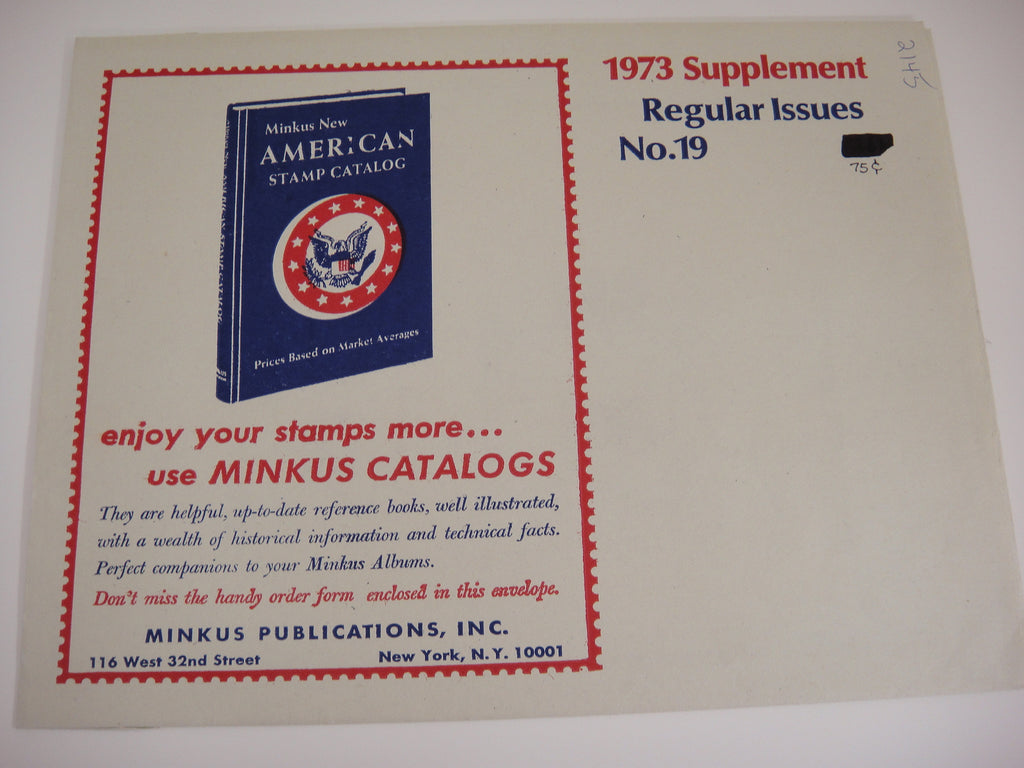 1973 Supplement
Regular Issues
No.19
75¢
2145
Minkus New
AMERICAN
STAMP CATALOG
Prices Based on Market Averages
enjoy your stamps more...
use MINKUS CATALOGS
They are helpful, up-to-date reference books, well illustrated,
with a wealth of historical information and technical facts.
Perfect companions to your Minkus Albums.
Don't miss the handy order form enclosed in this envelope.
MINKUS PUBLICATIONS, INC.
116 West 32nd Street New York, N.Y. 10001